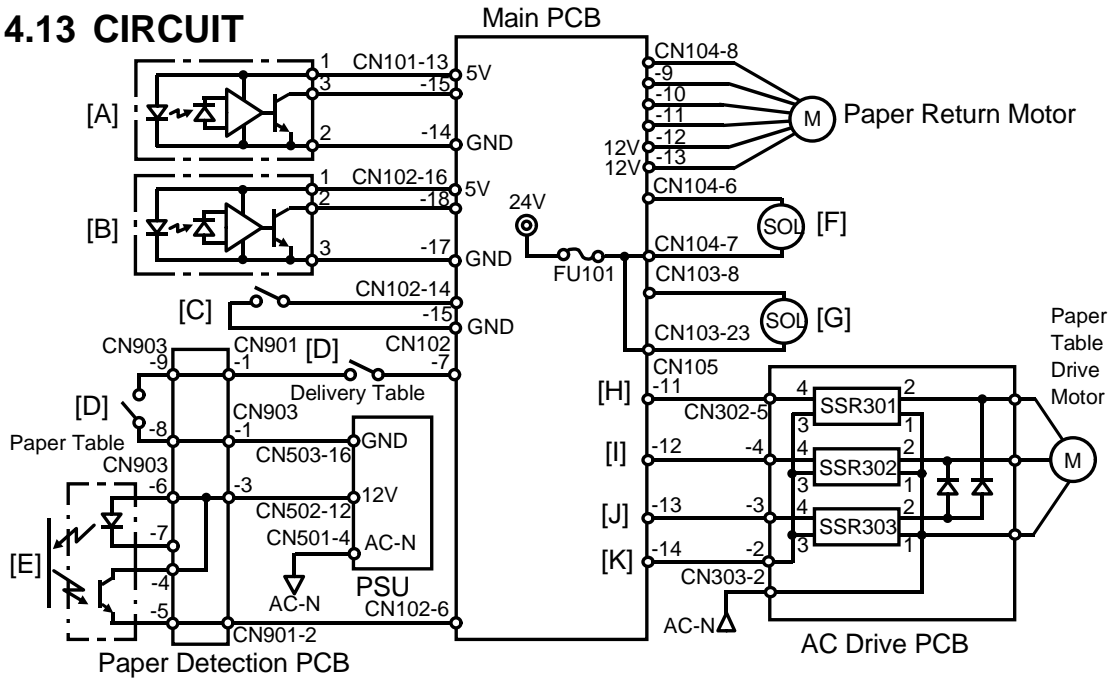 4.13 CIRCUIT
Main PCB
[A]
1
3
2
CN101-13
-15
-14
5V
GND
[B]
1
2
3
CN102-16
-18
-17
5V
GND
[C]
CN102-14
-15
GND
24V
FU101
CN104-8
-9
-10
-11
-12
-13
12V
12V
M
Paper Return Motor
CN104-6
SOL
[F]
CN104-7
CN103-8
SOL
[G]
CN103-23
CN903
-9
CN901
-1
[D]
CN102
-7
Delivery Table
[D]
-8
Paper Table
CN903
-1
GND
CN503-16
CN903
-6
-3
12V
CN502-12
-7
CN501-4
AC-N
PSU
AC-N
[E]
-4
-5
CN102-6
CN901-2
Paper Detection PCB
CN105
[H]
-11
CN302-5
[I]
-12
-4
[J]
-13
-3
[K]
-14
-2
CN303-2
AC-N
4
SSR301
2
3
1
4
SSR302
2
3
1
4
SSR303
2
3
1
AC Drive PCB
Paper
Table
Drive
Motor
M